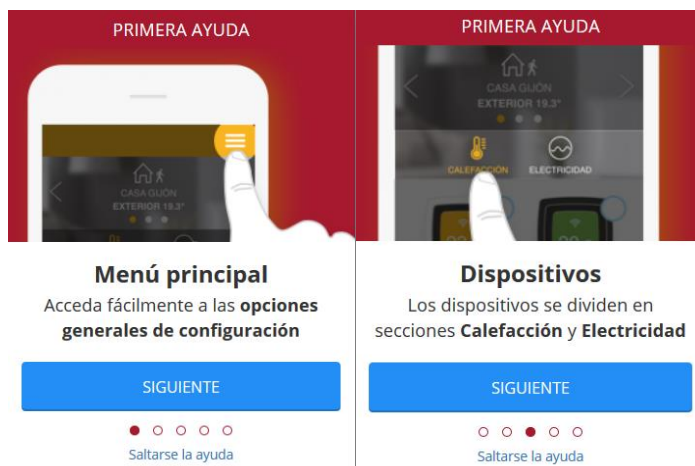 PRIMERA AYUDA
CASA GIJÓN
EXTERIOR 19.3°
Menú principal
Acceda fácilmente a las opciones
generales de configuración
SIGUIENTE
Saltarse la ayuda
PRIMERA AYUDA
CASA GIJÓN
EXTERIOR 19.3°
CALEFACCIÓN
ELECTRICIDAD
Dispositivos
Los dispositivos se dividen en
secciones Calefacción y Electricidad
SIGUIENTE
Saltarse la ayuda